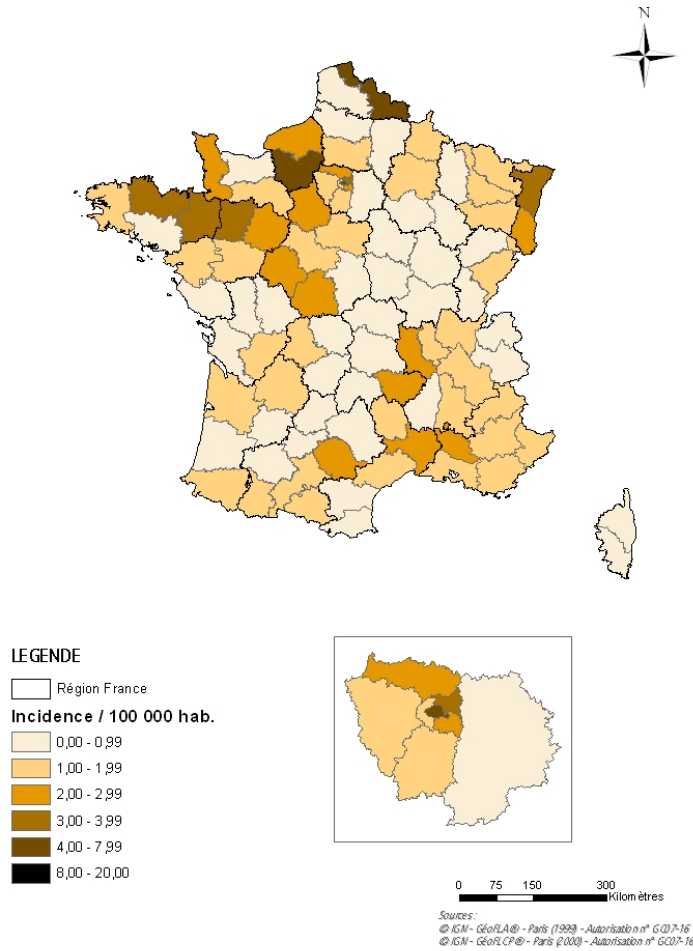 N
LEGENDE
Région France
Incidence / 100 000 hab.
0,00 - 0,99
1,00 - 1,99
2,00 - 2,99
3,00 - 3,99
4,00 - 7,99
8,00 - 20,00
0 75 150 300
Kilomètres
Sources :
© IGN - GéoFLA® - Paris (1999) - Autorisation n° GC07-16
© IGN - GéoFLCP® - Paris (2000) - Autorisation n° GC07-16